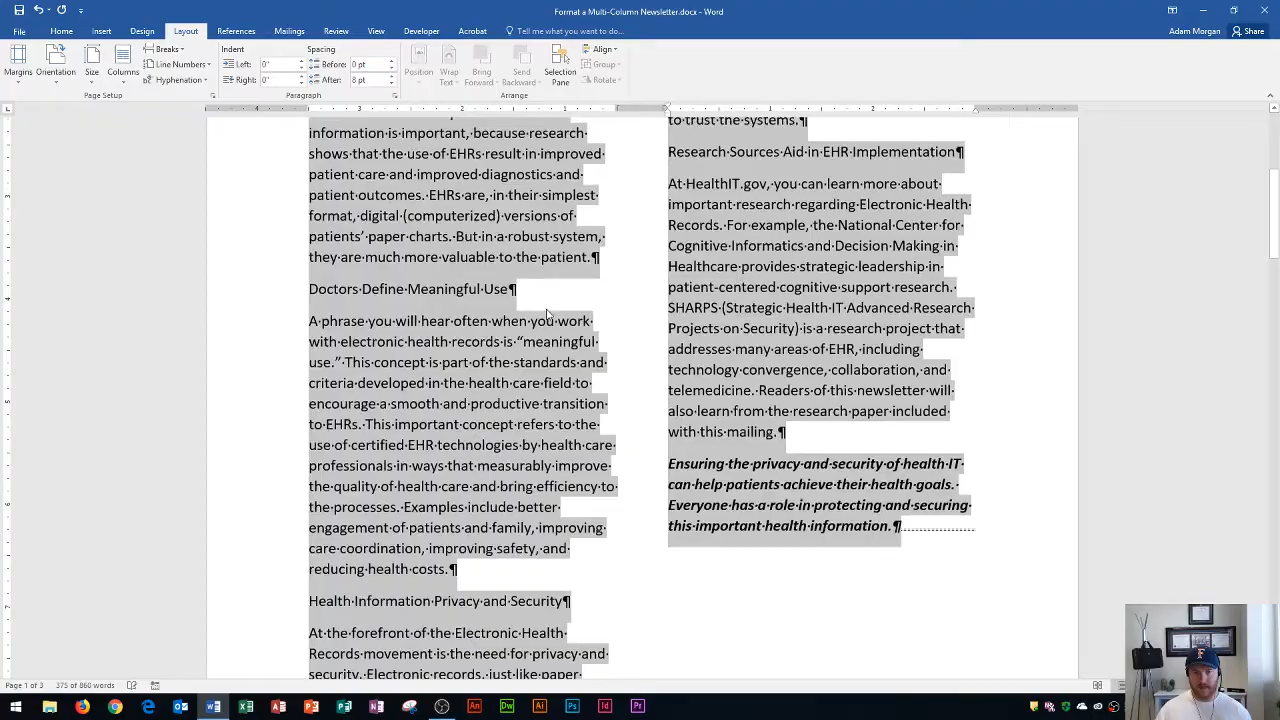 Format a Multi-Column Newsletter.docx - Word
Adam Morgan
Share
File Home Insert Design Layout References Mailings Review View Developer Acrobat Tell me what you want to do...
Margins Orientation Size Columns
Breaks
Line Numbers
Hyphenation
Page Setup
Indent Spacing
Left: 0" Before: 0 pt
Right: 0" After: 8 pt
Paragraph
Position Wrap Text Bring Forward Send Backward Selection Pane
Align
Group
Rotate
Arrange
information is important, because research
shows that the use of EHRs result in improved
patient care and improved diagnostics and
patient outcomes. EHRs are, in their simplest
format, digital (computerized) versions of
patients’ paper charts. But in a robust system,
they are much more valuable to the patient.¶
Doctors Define Meaningful Use¶
A phrase you will hear often when you work
with electronic health records is “meaningful
use.” This concept is part of the standards and
criteria developed in the health care field to
encourage a smooth and productive transition
to EHRs. This important concept refers to the
use of certified EHR technologies by health care
professionals in ways that measurably improve
the quality of health care and bring efficiency to
the processes. Examples include better
engagement of patients and family, improving
care coordination, improving safety, and
reducing health costs.¶
Health Information Privacy and Security¶
At the forefront of the Electronic Health
Records movement is the need for privacy and
security. Electronic records, just like paper
to trust the systems.¶
Research Sources Aid in EHR Implementation¶
At HealthIT.gov, you can learn more about
important research regarding Electronic Health
Records. For example, the National Center for
Cognitive Informatics and Decision Making in
Healthcare provides strategic leadership in
patient-centered cognitive support research.
SHARPS (Strategic Health IT Advanced Research
Projects on Security) is a research project that
addresses many areas of EHR, including
technology convergence, collaboration, and
telemedicine. Readers of this newsletter will
also learn from the research paper included
with this mailing.¶
Ensuring the privacy and security of health IT
can help patients achieve their health goals.
Everyone has a role in protecting and securing
this important health information.¶
Page 1 of 3 375 of 860 words
An Dw Ai Ps Id Pr